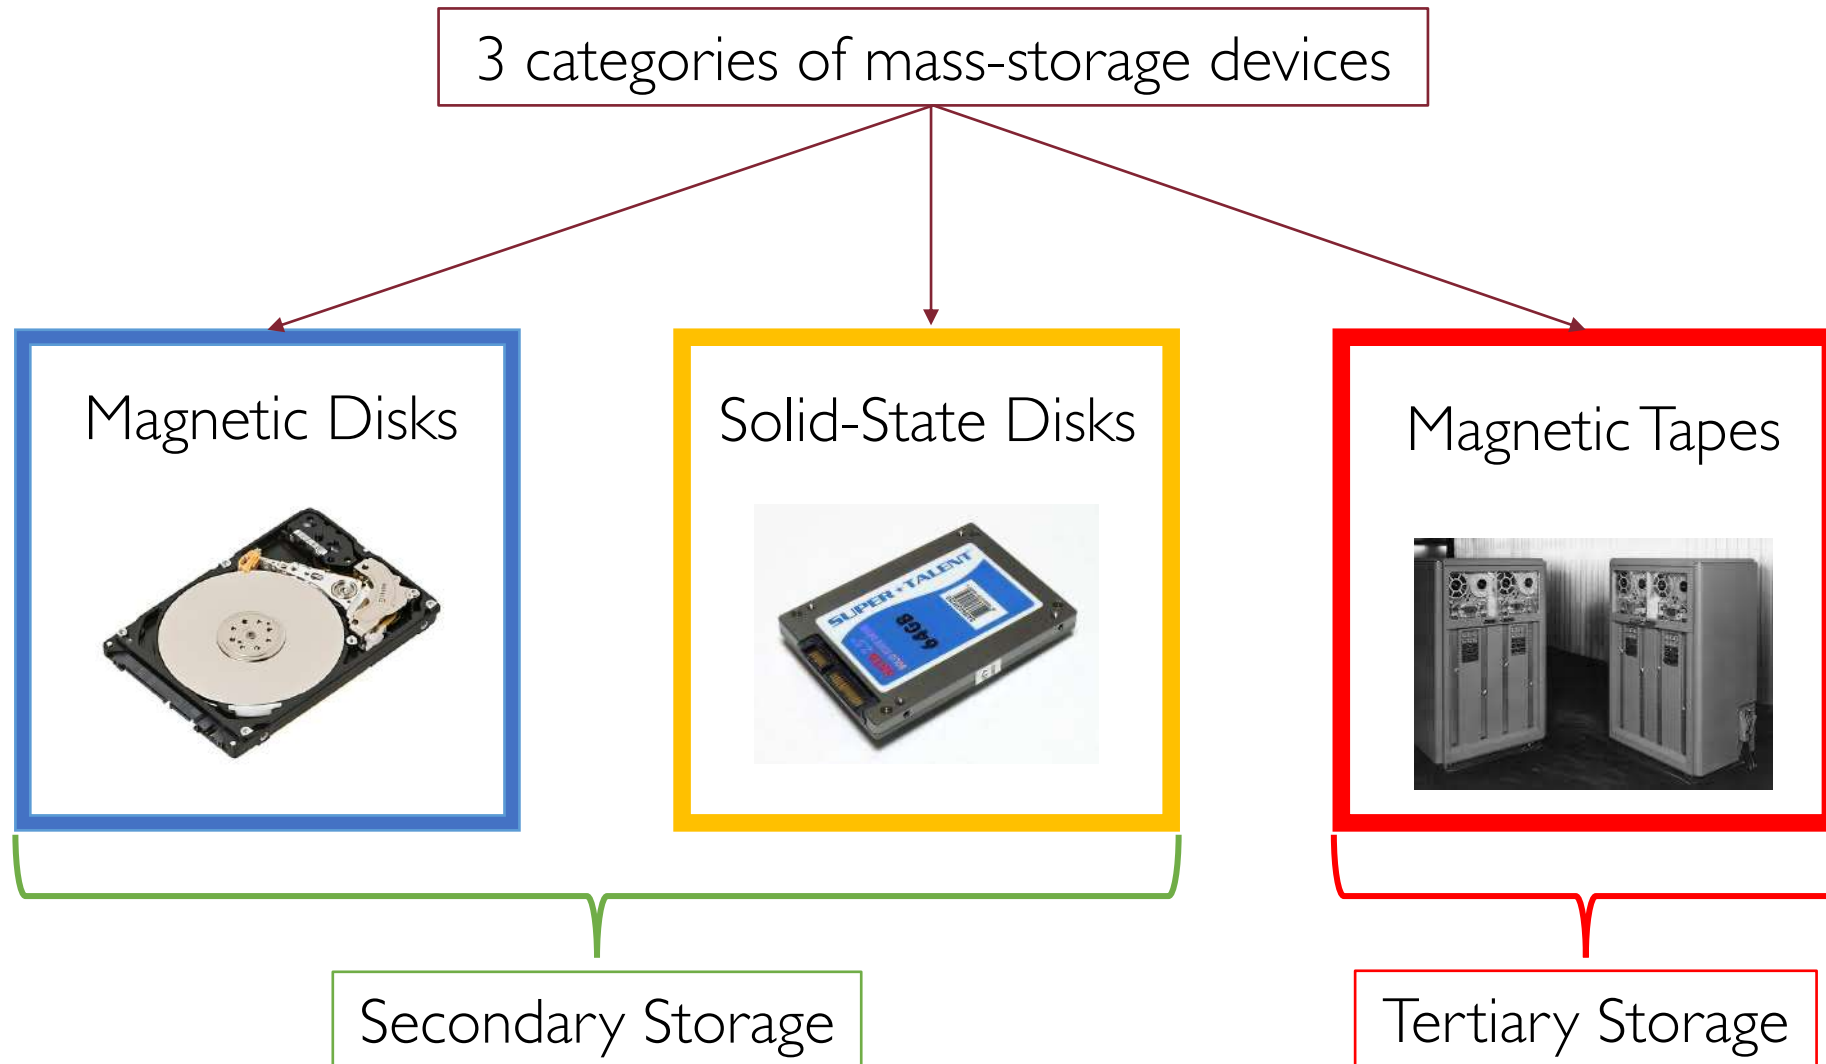 3 categories of mass-storage devices
Magnetic Disks
Solid-State Disks
Magnetic Tapes
SUPER+TALENT
64GB
Secondary Storage
Tertiary Storage